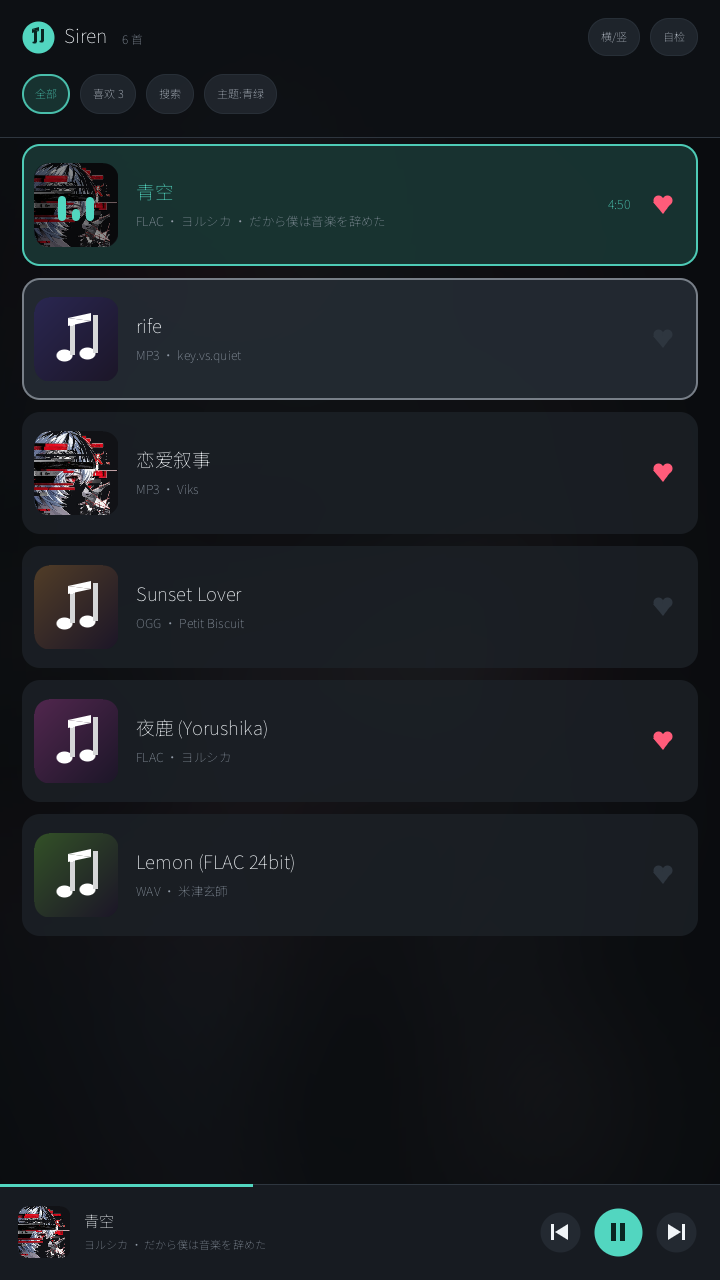 Siren 6 首
横/竖 自检
全部 喜欢 3 搜索 主题:青绿
青空
FLAC • ヨルシカ • だから僕は音楽を辞めた
4:50
rife
MP3 • key.vs.quiet
恋爱叙事
MP3 • Viks
Sunset Lover
OGG • Petit Biscuit
夜鹿 (Yorushika)
FLAC • ヨルシカ
Lemon (FLAC 24bit)
WAV • 米津玄師
青空
ヨルシカ • だから僕は音楽を辞めた